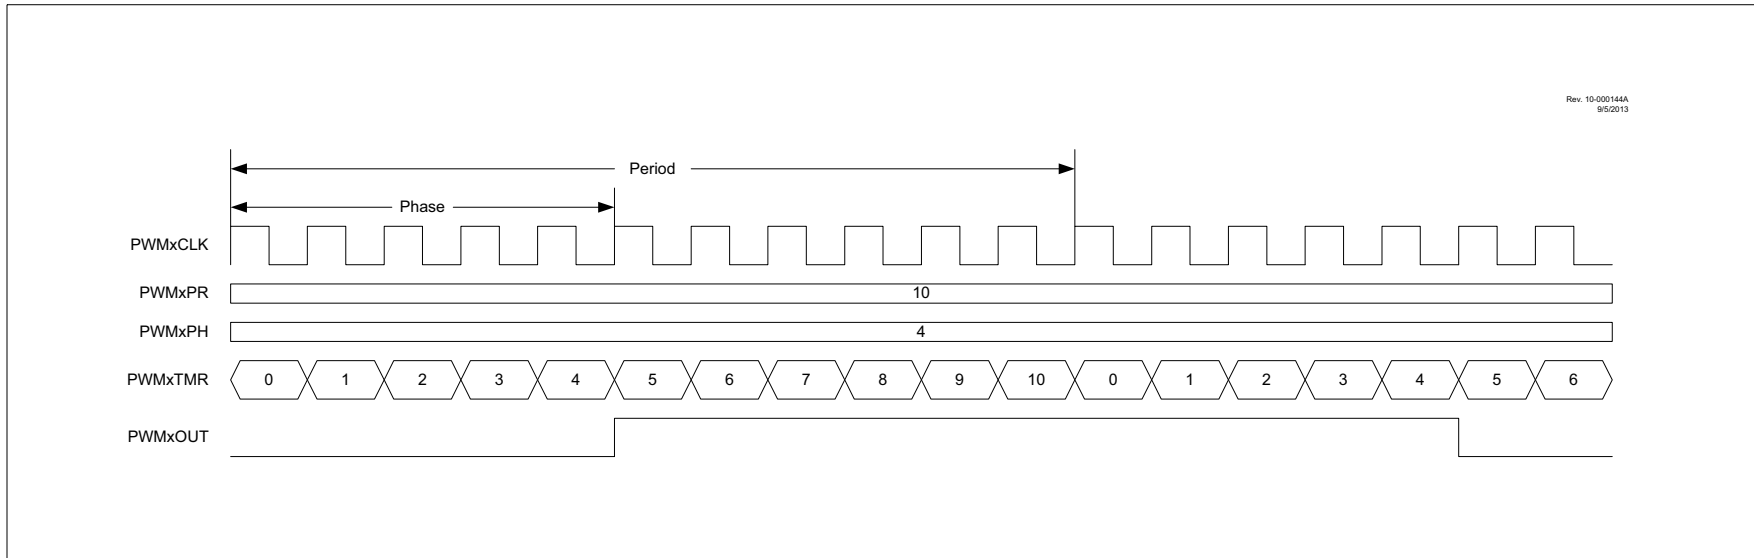 Rev. 10-000144A
9/5/2013
Period
Phase
PWMxCLK
PWMxPR
10
PWMxPH
4
PWMxTMR
0 1 2 3 4 5 6 7 8 9 10 0 1 2 3 4 5 6
PWMxOUT